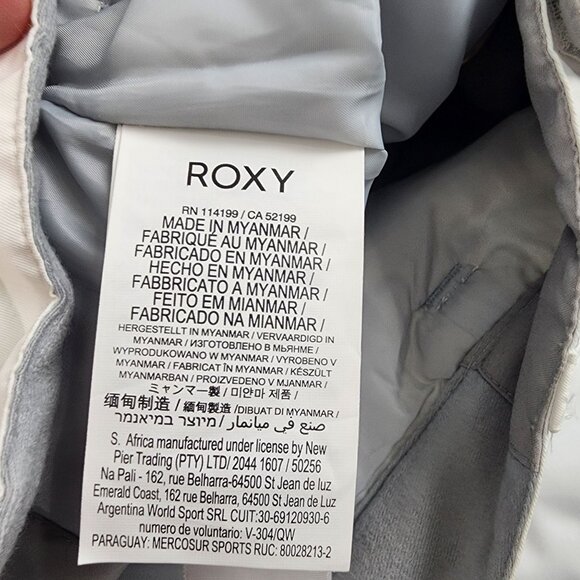 ROXY
RN 114199 / CA 52199
MADE IN MYANMAR /
FABRIQUÉ AU MYANMAR /
FABRICADO EN MYANMAR /
HECHO EN MYANMAR /
FABBRICATO A MYANMAR /
FEITO EM MIANMAR /
FABRICADO NA MIANMAR /
HERGESTELLT IN MYANMAR / VERVAARDIGD IN
MYANMAR / ИЗГОТОВЛЕНО В МЬЯНМЕ /
WYPRODUKOWANO W MYANMAR / VYROBENO V
MYANMAR / FABRICAT ÎN MYANMAR / KÉSZÜLT
MYANMARBAN / PROIZVEDENO V MJANMAR /
ミャンマー製 / 미얀마 제품 /
缅甸制造 / 緬甸製造 / DIBUAT DI MYANMAR /
صنع في ميانمار / מיוצר במיאנמר
S. Africa manufactured under license by New
Pier Trading (PTY) LTD/ 2044 1607 / 50256
Na Pali - 162, rue Belharra-64500 St Jean de luz
Emerald Coast, 162 rue Belharra, 64500 St Jean de Luz
Argentina World Sport SRL CUIT:30-69120930-6
numero de voluntario: V-304/QW
PARAGUAY: MERCOSUR SPORTS RUC: 80028213-2